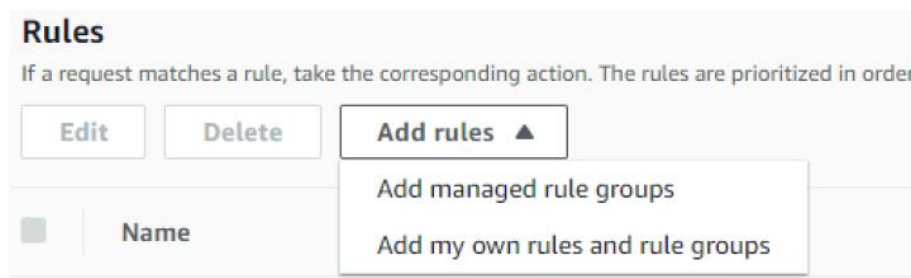 Rules
If a request matches a rule, take the corresponding action. The rules are prioritized in order
Edit Delete Add rules
Add managed rule groups
Name
Add my own rules and rule groups